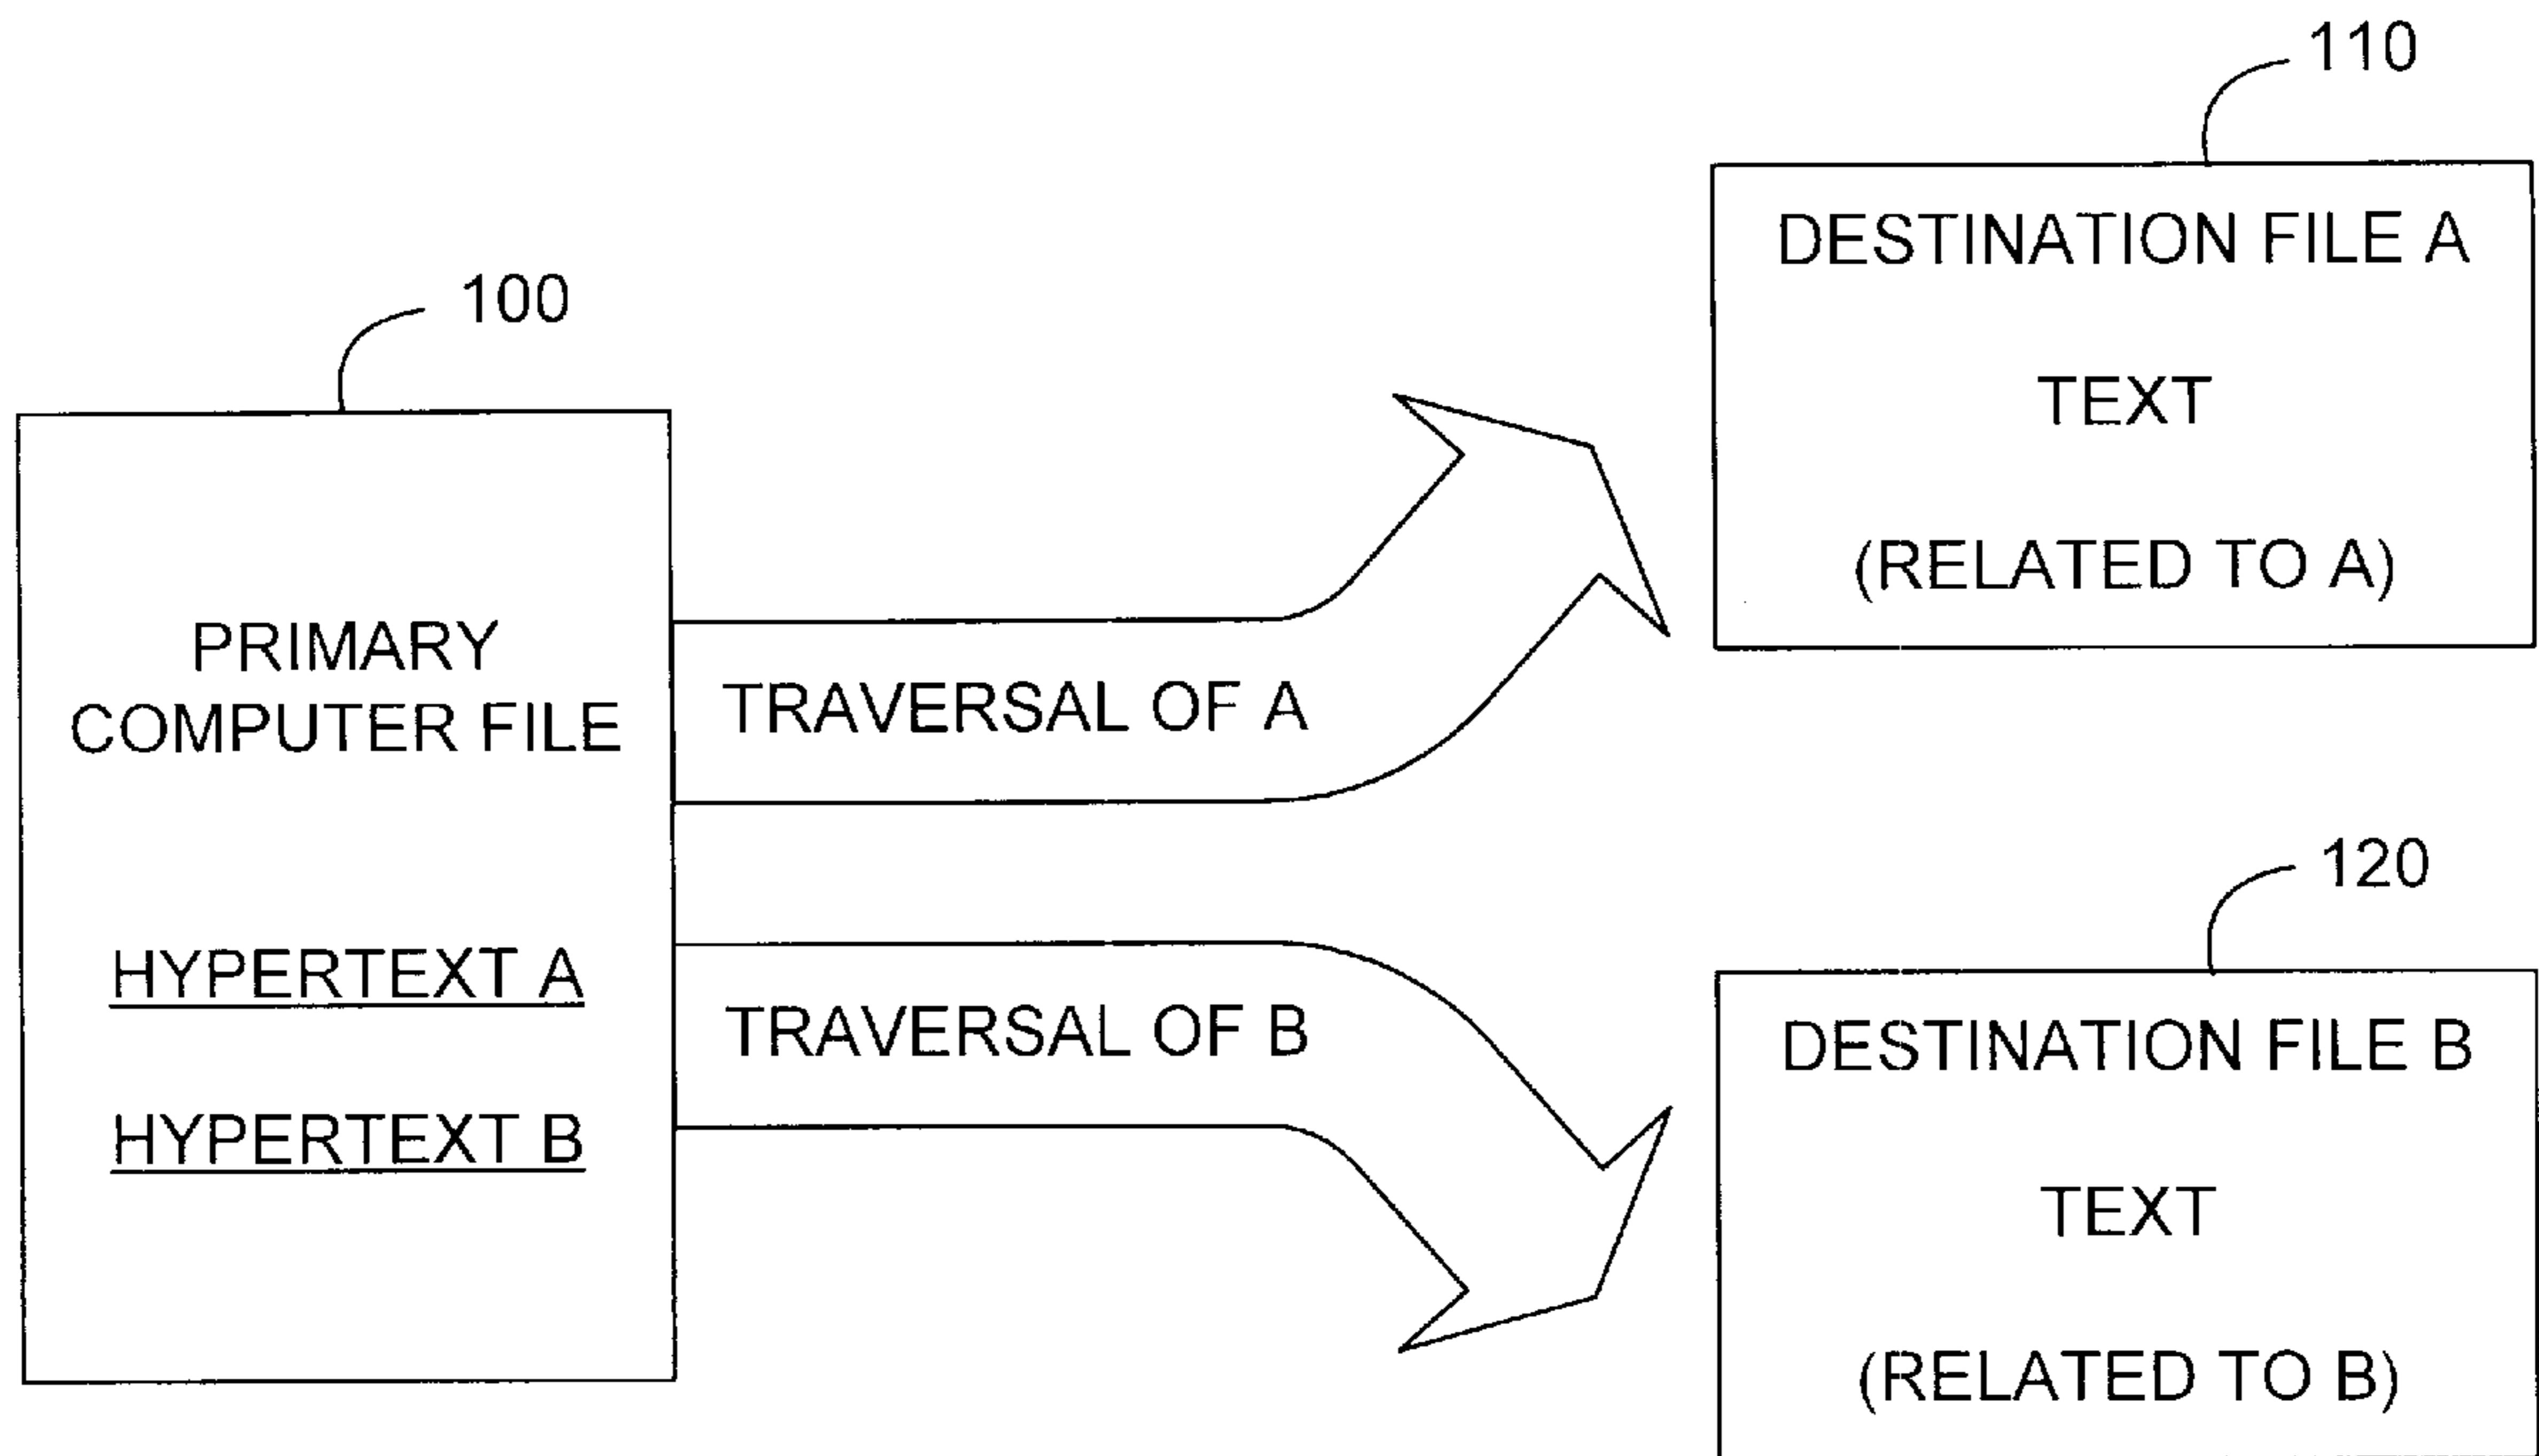 100
PRIMARY
COMPUTER FILE
HYPERTEXT A
HYPERTEXT B
TRAVERSAL OF A
TRAVERSAL OF B
110
DESTINATION FILE A
TEXT
(RELATED TO A)
120
DESTINATION FILE B
TEXT
(RELATED TO B)